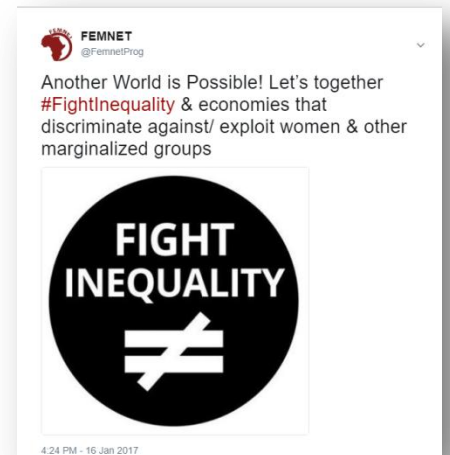 FEMNET
@FemnetProg
Another World is Possible! Let's together
#FightInequality & economies that
discriminate against/ exploit women & other
marginalized groups
FIGHT
INEQUALITY
≠
4:24 PM - 16 Jan 2017